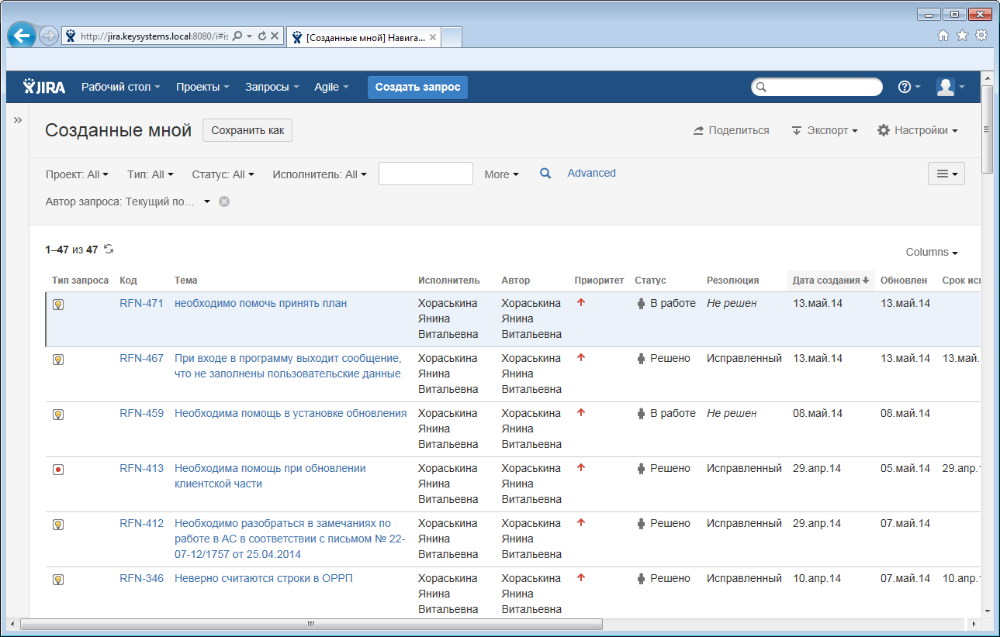 http://jira.keysystems.local:8080/i#is
[Созданные мной] Навига...
JIRA Рабочий стол Проекты Запросы Agile Создать запрос
Созданные мной Сохранить как Поделиться Экспорт Настройки
Проект: All Тип: All Статус: All Исполнитель: All More Advanced
Автор запроса: Текущий по...
1–47 из 47
Columns
Тип запроса Код Тема Исполнитель Автор Приоритет Статус Резолюция Дата создания Обновлен Срок исп
RFN-471 необходимо помочь принять план Хораськина Хораськина В работе Не решен 13.май.14 13.май.14
Янина Янина
Витальевна Витальевна
RFN-467 При входе в программу выходит сообщение, Хораськина Хораськина Решено Исправленный 13.май.14 13.май.14 13.май.
что не заполнены пользовательские данные Янина Янина
Витальевна Витальевна
RFN-459 Необходима помощь в установке обновления Хораськина Хораськина В работе Не решен 08.май.14 08.май.14
Янина Янина
Витальевна Витальевна
RFN-413 Необходима помощь при обновлении Хораськина Хораськина Решено Исправленный 29.апр.14 05.май.14 29.апр.
клиентской части Янина Янина
Витальевна Витальевна
RFN-412 Необходимо разобраться в замечаниях по Хораськина Хораськина Решено Исправленный 29.апр.14 07.май.14
работе в АС в соответствии с письмом № 22- Янина Янина
07-12/1757 от 25.04.2014 Витальевна Витальевна
RFN-346 Неверно считаются строки в ОРРП Хораськина Хораськина Решено Исправленный 10.апр.14 07.май.14 10.апр.
Янина Янина
Витальевна Витальевна